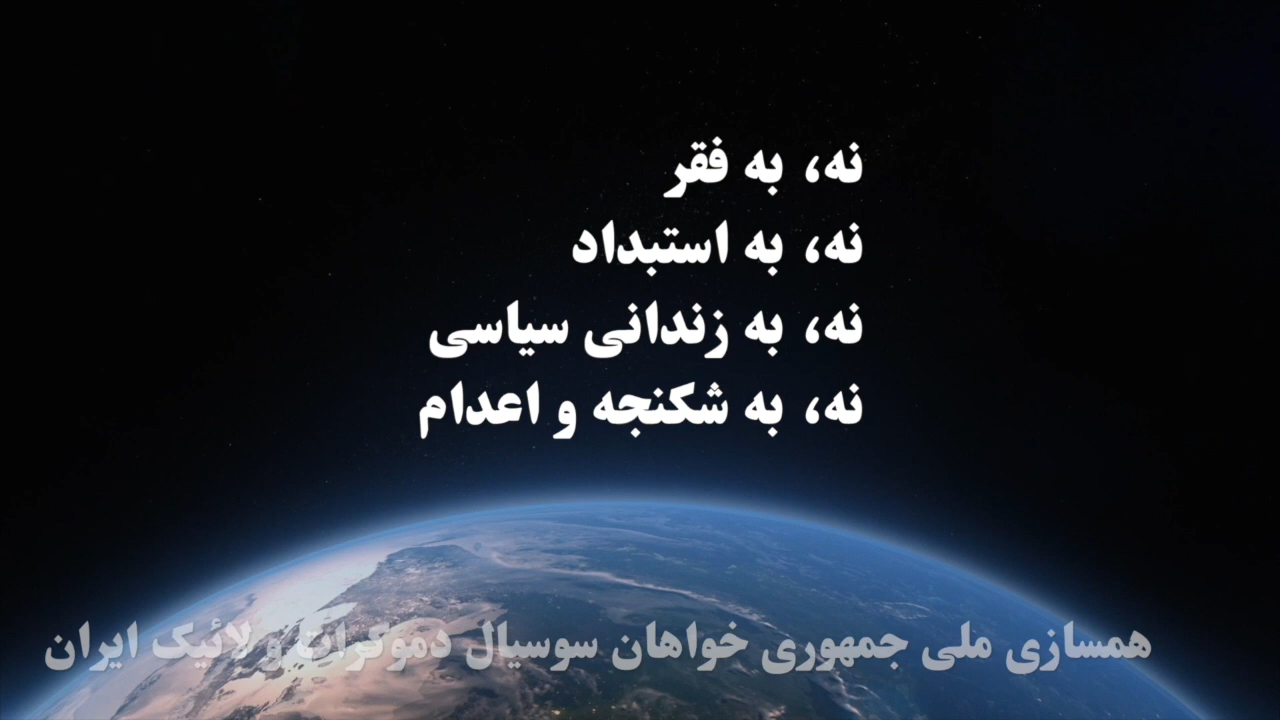 نه، به فقر
نه، به استبداد
نه، به زندانی سیاسی
نه، به شکنجه و اعدام
همسازی ملی جمهوری خواهان سوسیال دموکرات و لائیک ایران